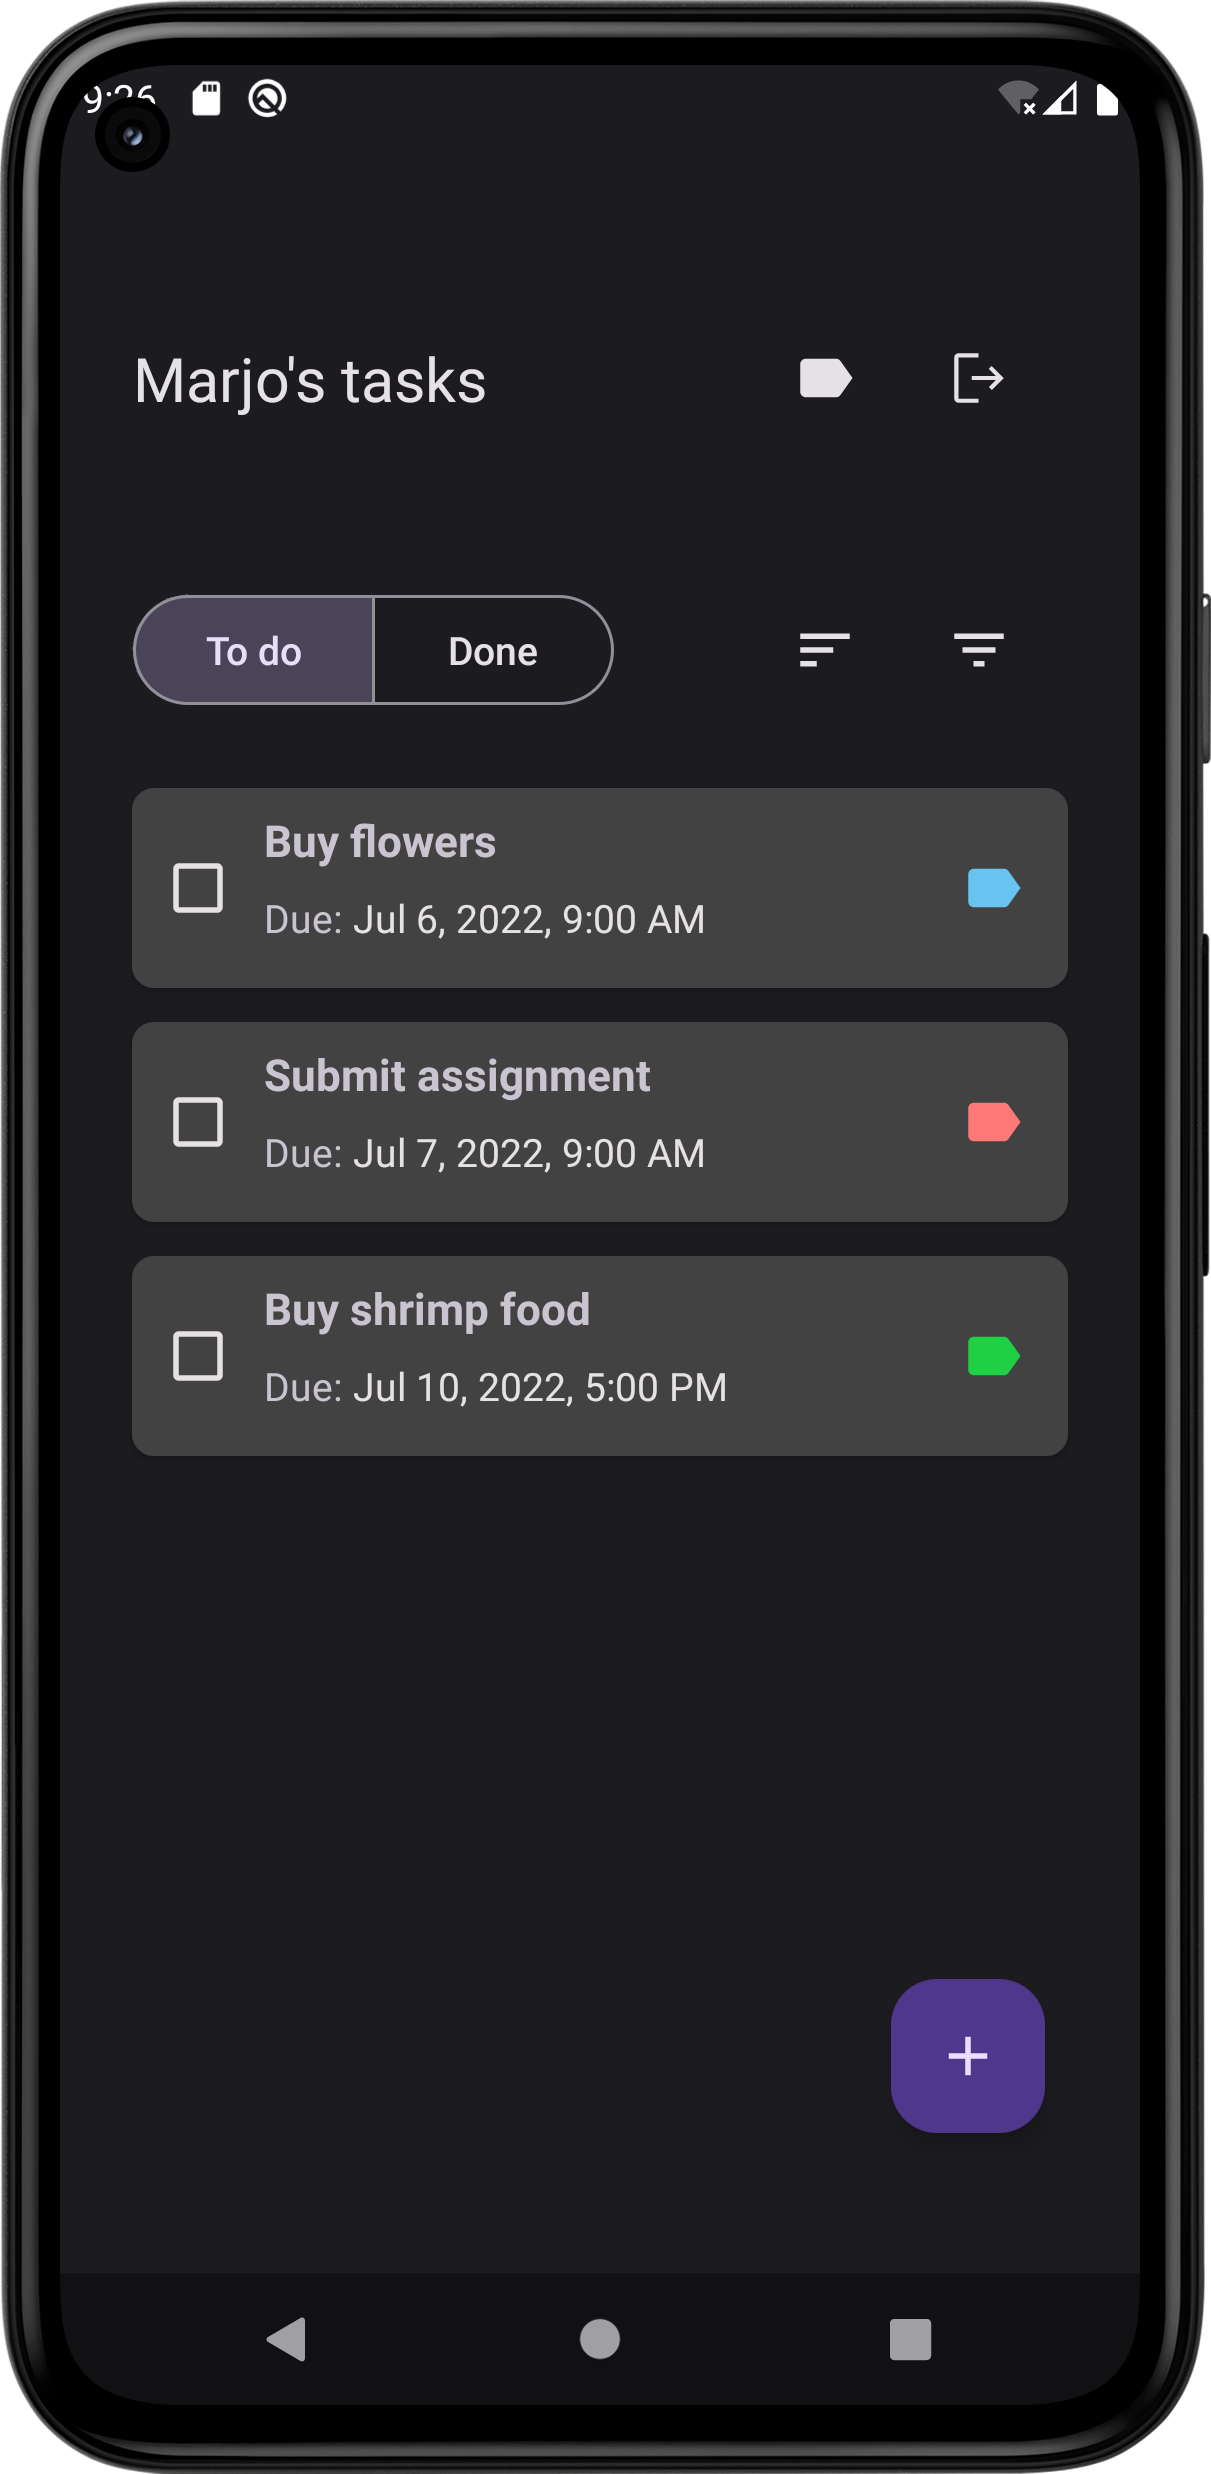 9:26
Marjo's tasks
To do
Done
Buy flowers
Due: Jul 6, 2022, 9:00 AM
Submit assignment
Due: Jul 7, 2022, 9:00 AM
Buy shrimp food
Due: Jul 10, 2022, 5:00 PM